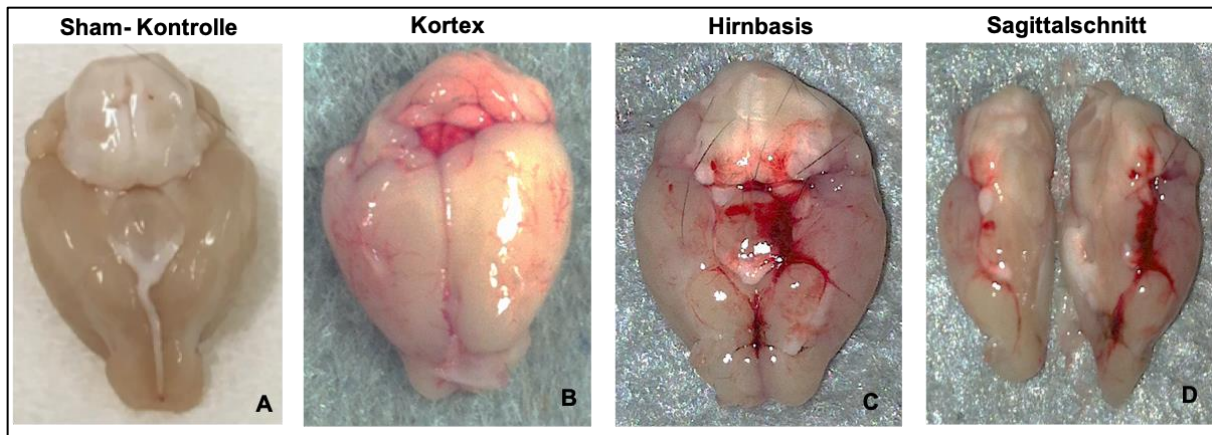 Sham- Kontrolle
Kortex
Hirnbasis
Sagittalschnitt
A
B
C
D